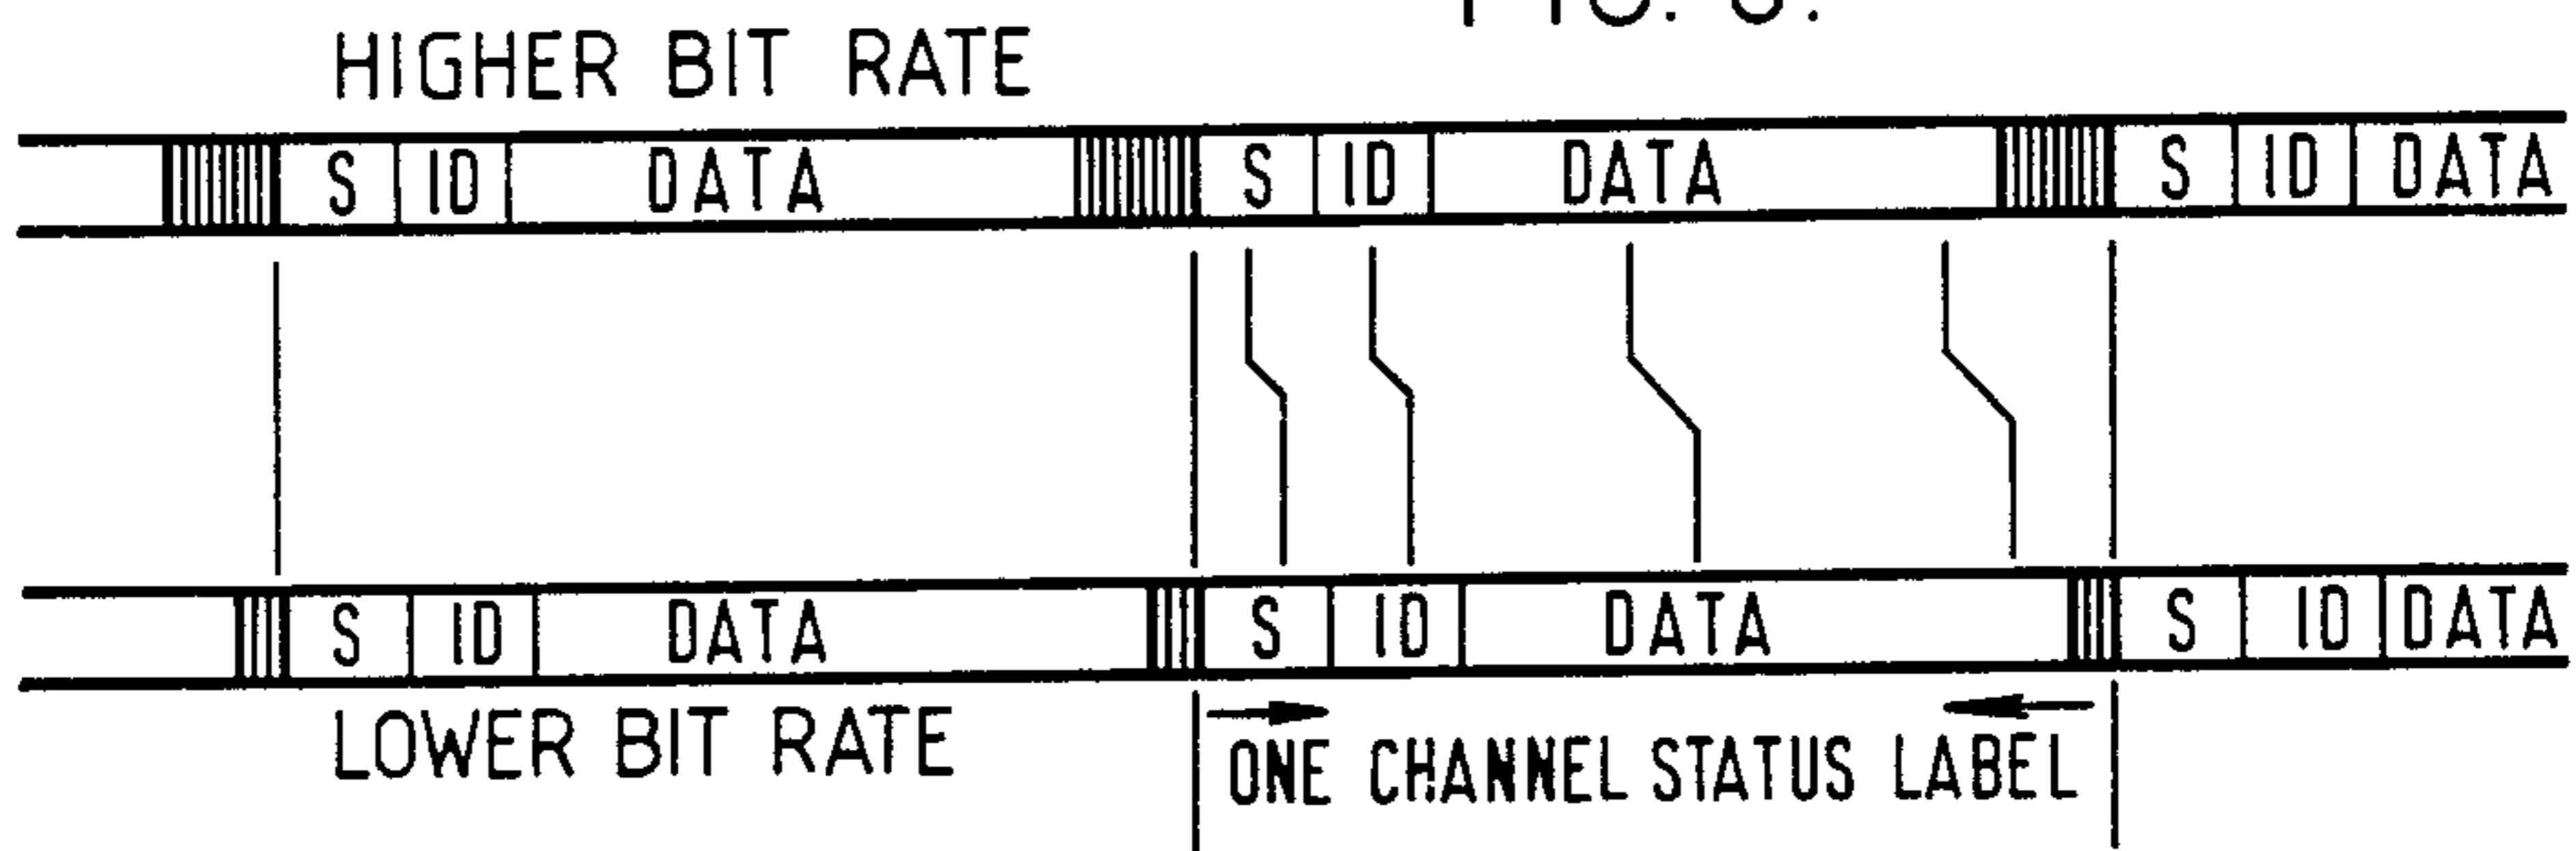 HIGHER BIT RATE
S ID DATA S ID DATA S ID DATA
S ID DATA S ID DATA S ID DATA
LOWER BIT RATE
ONE CHANNEL STATUS LABEL